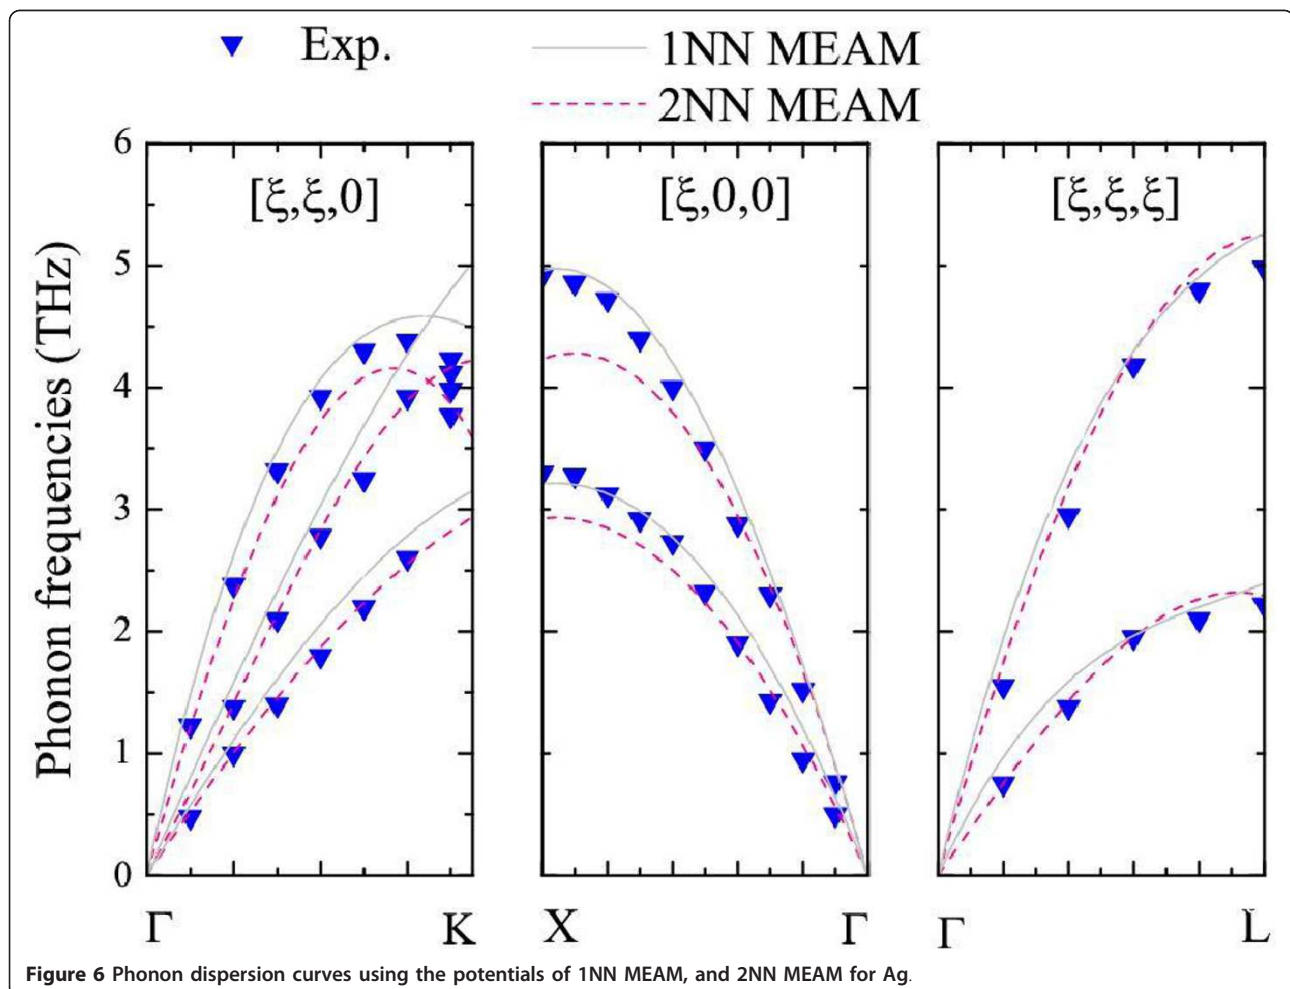 Exp.
1NN MEAM
2NN MEAM
6
5
4
3
2
1
0
Phonon frequencies (THz)
[ξ,ξ,0]
[ξ,0,0]
[ξ,ξ,ξ]
Γ K X Γ Γ L
Figure 6 Phonon dispersion curves using the potentials of 1NN MEAM, and 2NN MEAM for Ag.